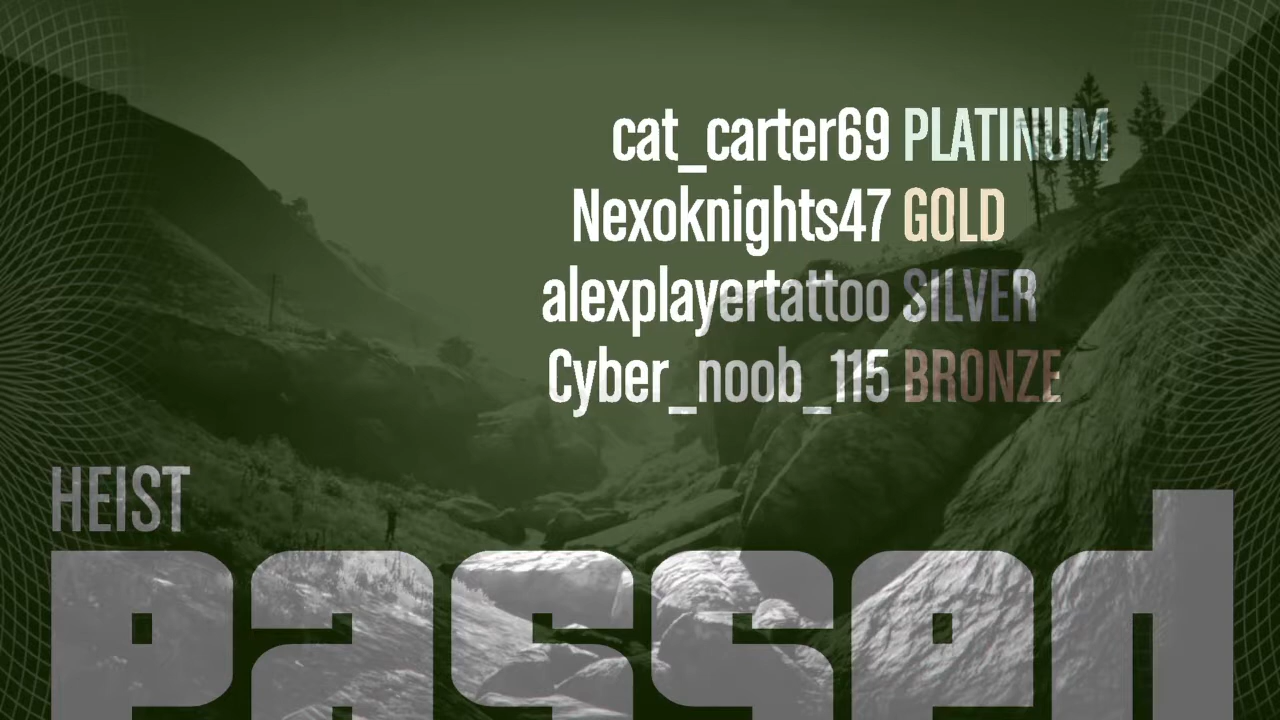 cat_carter69 PLATINUM
Nexoknights47 GOLD
alexplayertattoo SILVER
Cyber_noob_115 BRONZE
HEIST
passed